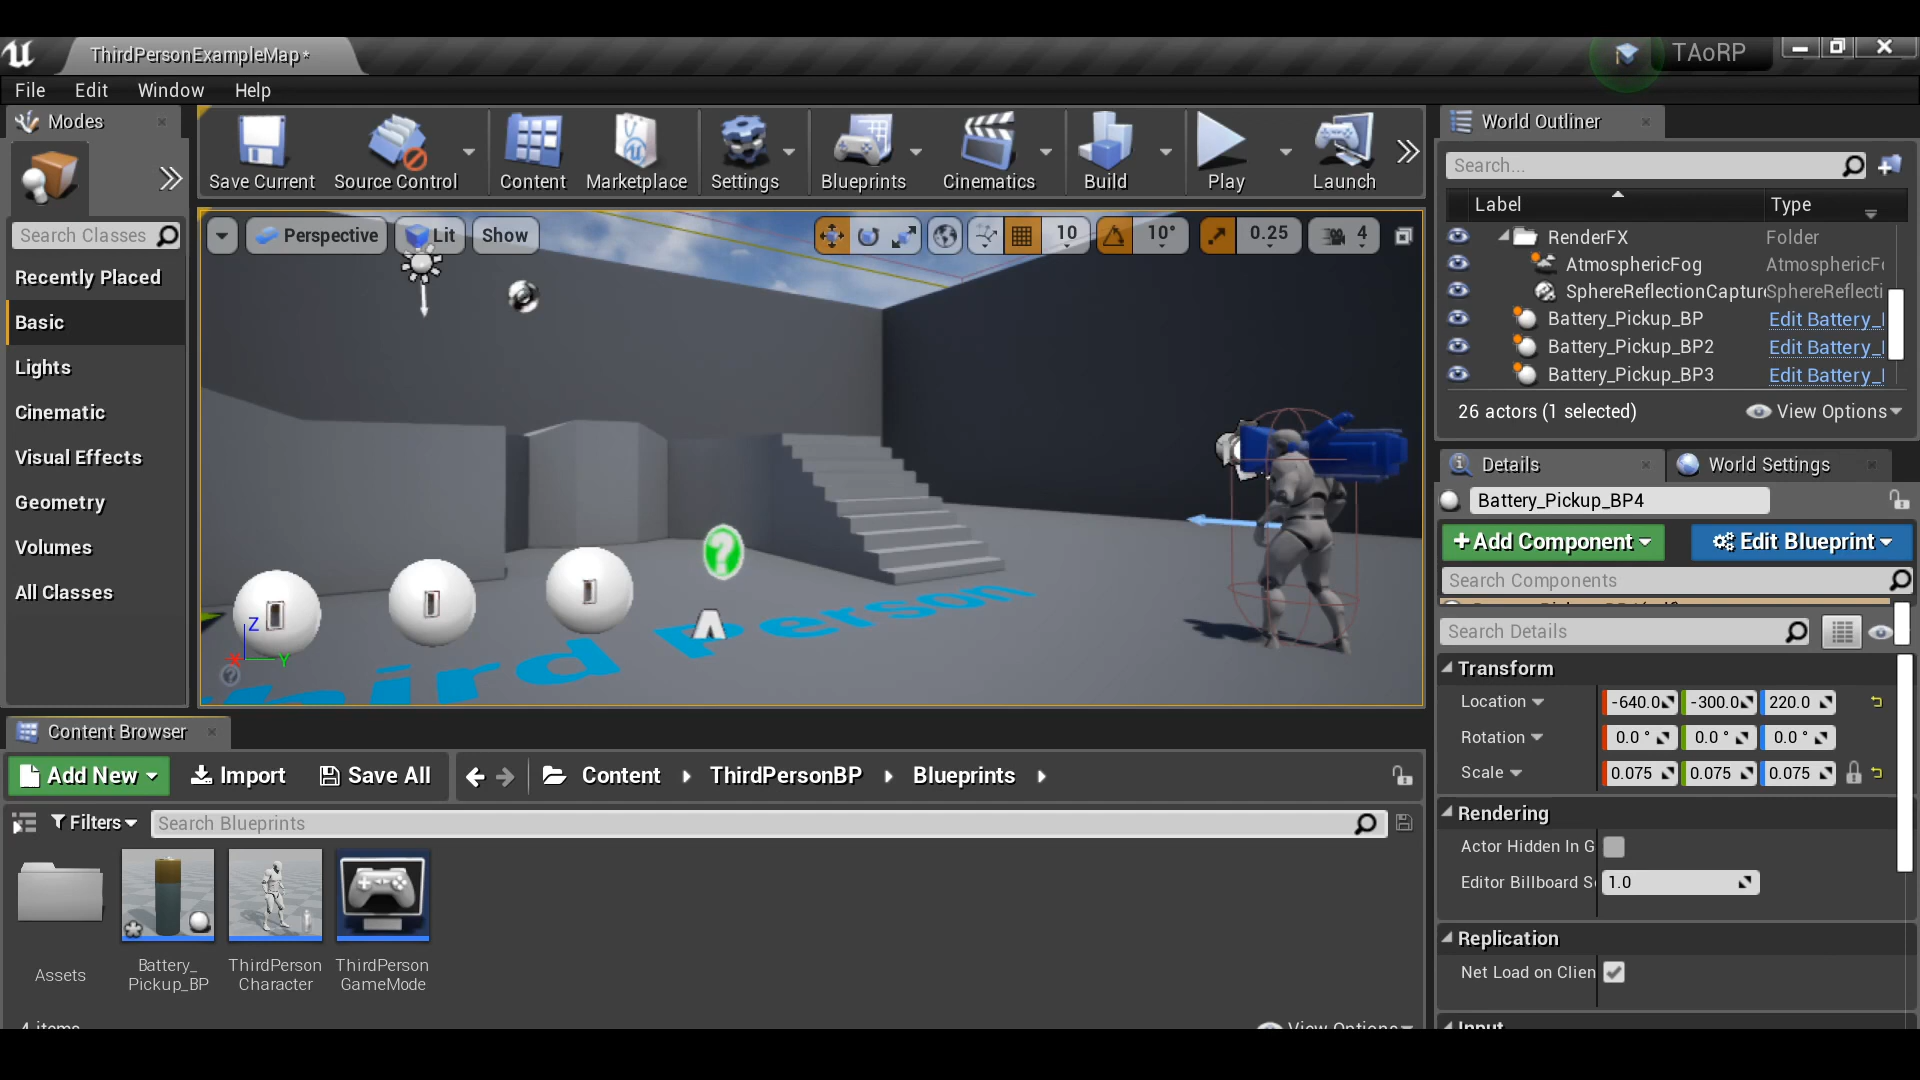 ThirdPersonExampleMap*
TAoRP
File Edit Window Help
Modes
Search Classes
Recently Placed
Basic
Lights
Cinematic
Visual Effects
Geometry
Volumes
All Classes
Save Current Source Control Content Marketplace Settings Blueprints Cinematics Build Play Launch
Perspective Lit Show 10 10° 0.25 4
Third Person
Z
Y
World Outliner
Search...
Label Type
RenderFX Folder
AtmosphericFog AtmosphericF
SphereReflectionCapture SphereReflecti
Battery_Pickup_BP Edit Battery_
Battery_Pickup_BP2 Edit Battery_
Battery_Pickup_BP3 Edit Battery_
26 actors (1 selected) View Options
Details World Settings
Battery_Pickup_BP4
+Add Component Edit Blueprint
Search Components
Search Details
Transform
Location -640.0 -300.0 220.0
Rotation 0.0 ° 0.0 ° 0.0 °
Scale 0.075 0.075 0.075
Rendering
Actor Hidden In G
Editor Billboard S
1.0
Replication
Net Load on Clien
Input
Content Browser
Add New Import Save All Content ThirdPersonBP Blueprints
Filters Search Blueprints
Assets
Battery_
Pickup_BP
ThirdPerson
Character
ThirdPerson
GameMode
4 items View Options